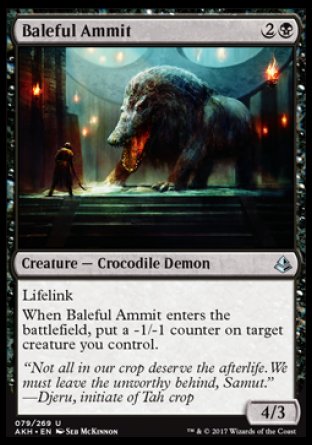 Baleful Ammit 2
Creature — Crocodile Demon
Lifelink
When Baleful Ammit enters the
battlefield, put a -1/-1 counter on target
creature you control.
“Not all in our crop deserve the afterlife. We
must leave the unworthy behind, Samut.”
—Djeru, initiate of Tah crop
4/3
079/269 U
AKH • EN Seb McKinnon ™ & © 2017 Wizards of the Coast